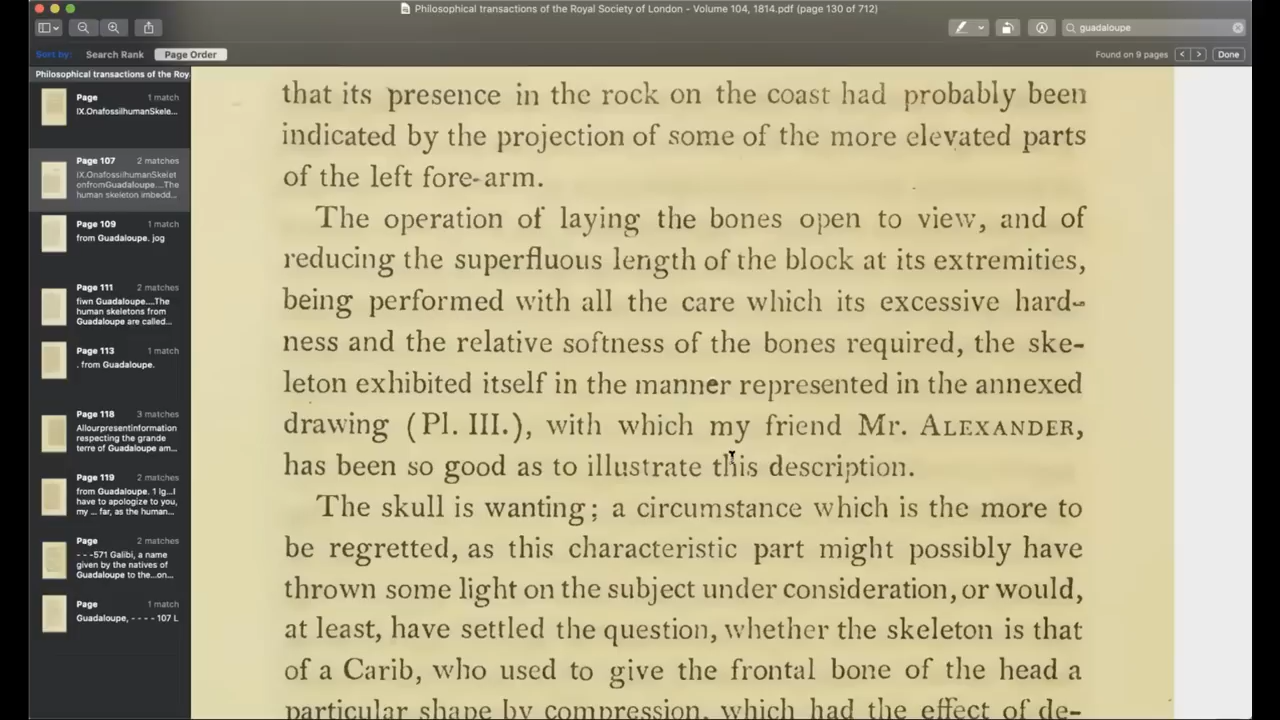 Philosophical transactions of the Royal Society of London - Volume 104, 1814.pdf (page 130 of 712)
guadaloupe
Sort by: Search Rank Page Order
Found on 9 pages < > Done
Philosophical transactions of the Roy
Page 1 match
IX.OnafossilhumanSkele...
Page 107 2 matches
IX.OnafossilhumanSkelet
onfromGuadaloupe....The
human skeleton imbedd...
Page 109 1 match
from Guadaloupe. jog
Page 111 2 matches
fiwn Guadaloupe....The
human skeletons from
Guadaloupe are called...
Page 113 1 match
. from Guadaloupe.
Page 118 3 matches
Allourpresentinformation
respecting the grande
terre of Guadaloupe am...
Page 119 2 matches
from Guadaloupe. 1 lg...I
have to apologize to you,
my ... far, as the human...
Page 2 matches
- - -571 Galibi, a name
given by the natives of
Guadaloupe to the...on...
Page 1 match
Guadaloupe, - - - - 107 L
that its presence in the rock on the coast had probably been
indicated by the projection of some of the more elevated parts
of the left fore-arm.
The operation of laying the bones open to view, and of
reducing the superfluous length of the block at its extremities,
being performed with all the care which its excessive hard-
ness and the relative softness of the bones required, the ske-
leton exhibited itself in the manner represented in the annexed
drawing (Pl. III.), with which my friend Mr. ALEXANDER,
has been so good as to illustrate this description.
The skull is wanting; a circumstance which is the more to
be regretted, as this characteristic part might possibly have
thrown some light on the subject under consideration, or would,
at least, have settled the question, whether the skeleton is that
of a Carib, who used to give the frontal bone of the head a
particular shape by compression, which had the effect of de-